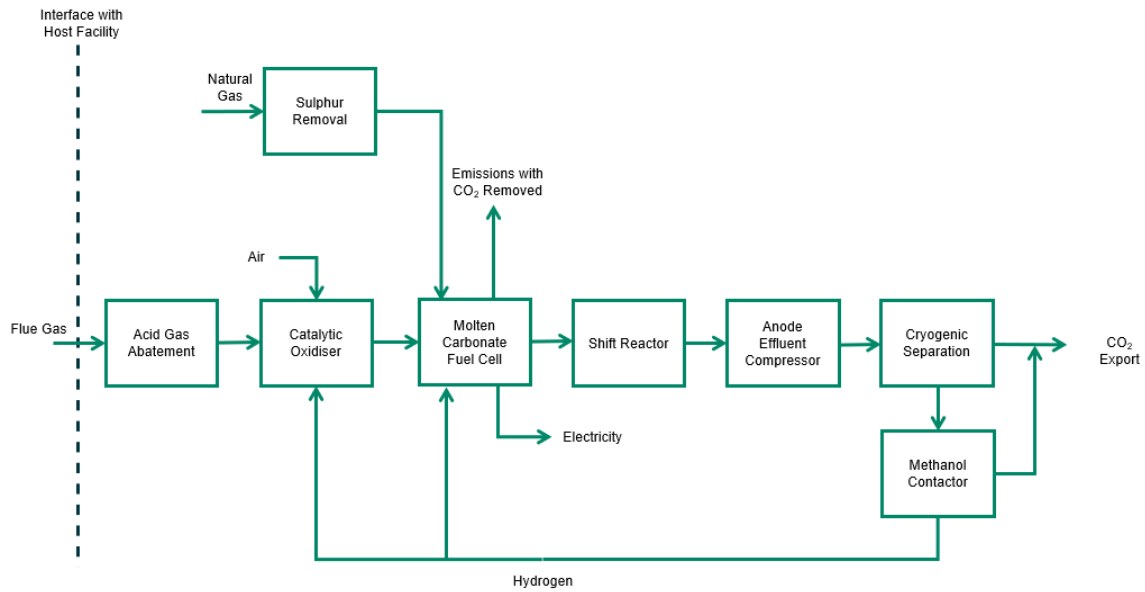 Interface with
Host Facility
Natural
Gas
Sulphur
Removal
Emissions with
CO₂ Removed
Air
Flue Gas
Acid Gas
Abatement
Catalytic
Oxidiser
Molten
Carbonate
Fuel Cell
Shift Reactor
Anode
Effluent
Compressor
Cryogenic
Separation
CO₂
Export
Electricity
Methanol
Contactor
Hydrogen